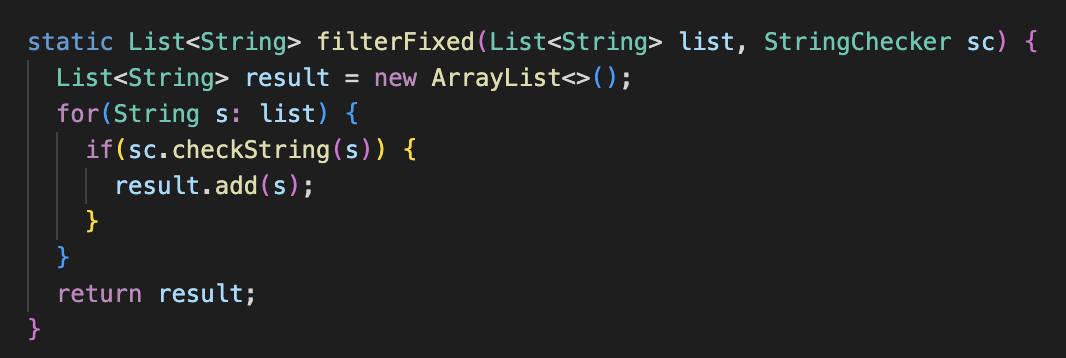 static List<String> filterFixed(List<String> list, StringChecker sc) {
  List<String> result = new ArrayList<>();
  for(String s: list) {
    if(sc.checkString(s)) {
      result.add(s);
    }
  }
  return result;
}